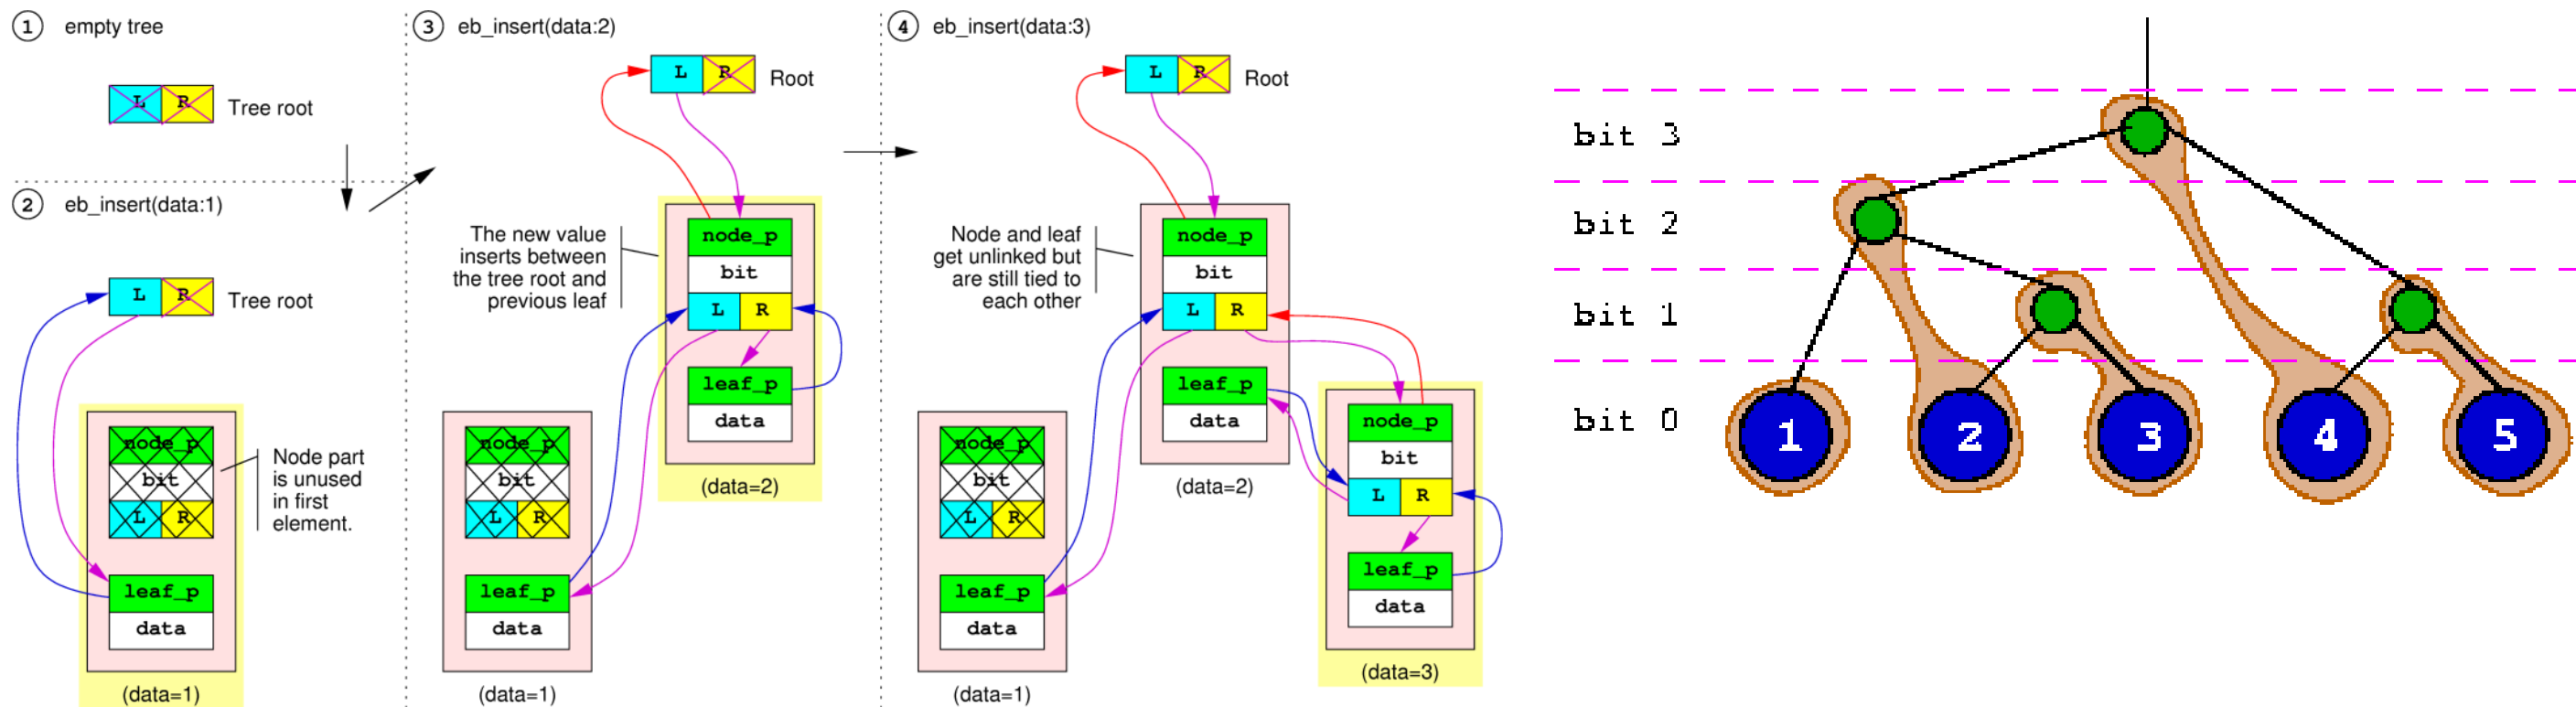 1 empty tree
L R Tree root
2 eb_insert(data:1)
L R Tree root
node_p
bit
L R
leaf_p
data
Node part
is unused
in first
element.
(data=1)
3 eb_insert(data:2)
L R Root
The new value
inserts between
the tree root and
previous leaf
node_p
bit
L R
leaf_p
data
(data=2)
node_p
bit
L R
leaf_p
data
(data=1)
4 eb_insert(data:3)
L R Root
Node and leaf
get unlinked but
are still tied to
each other
node_p
bit
L R
leaf_p
data
(data=2)
node_p
bit
L R
leaf_p
data
(data=1)
node_p
bit
L R
leaf_p
data
(data=3)
bit 3
bit 2
bit 1
bit 0
1 2 3 4 5